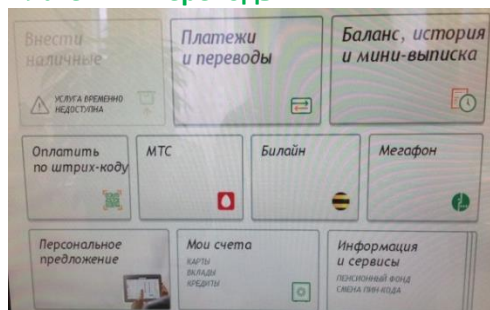 Внести
наличные
УСЛУГА ВРЕМЕННО
НЕДОСТУПНА
Платежи
и переводы
Баланс, история
и мини-выписка
Оплатить
по штрих-коду
МТС
Билайн
Мегафон
Персональное
предложение
Мои счета
КАРТЫ
ВКЛАДЫ
КРЕДИТЫ
Информация
и сервисы
ПЕНСИОННЫЙ ФОНД
СМЕНА ПИН-КОДА